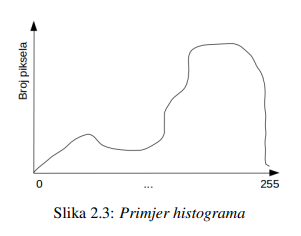 Broj piksela
0 ... 255
Slika 2.3: Primjer histograma